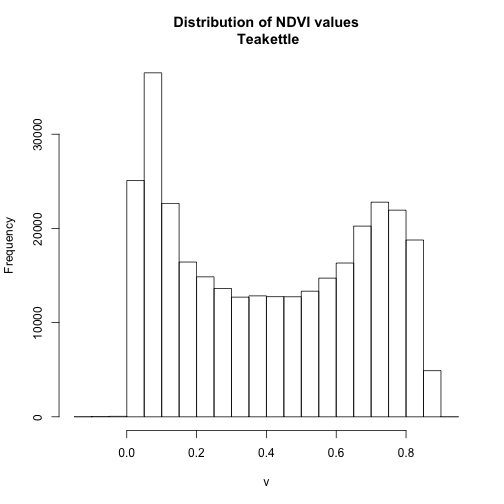 Distribution of NDVI values
Teakettle
Frequency
30000
20000
10000
0
0.0 0.2 0.4 0.6 0.8
v